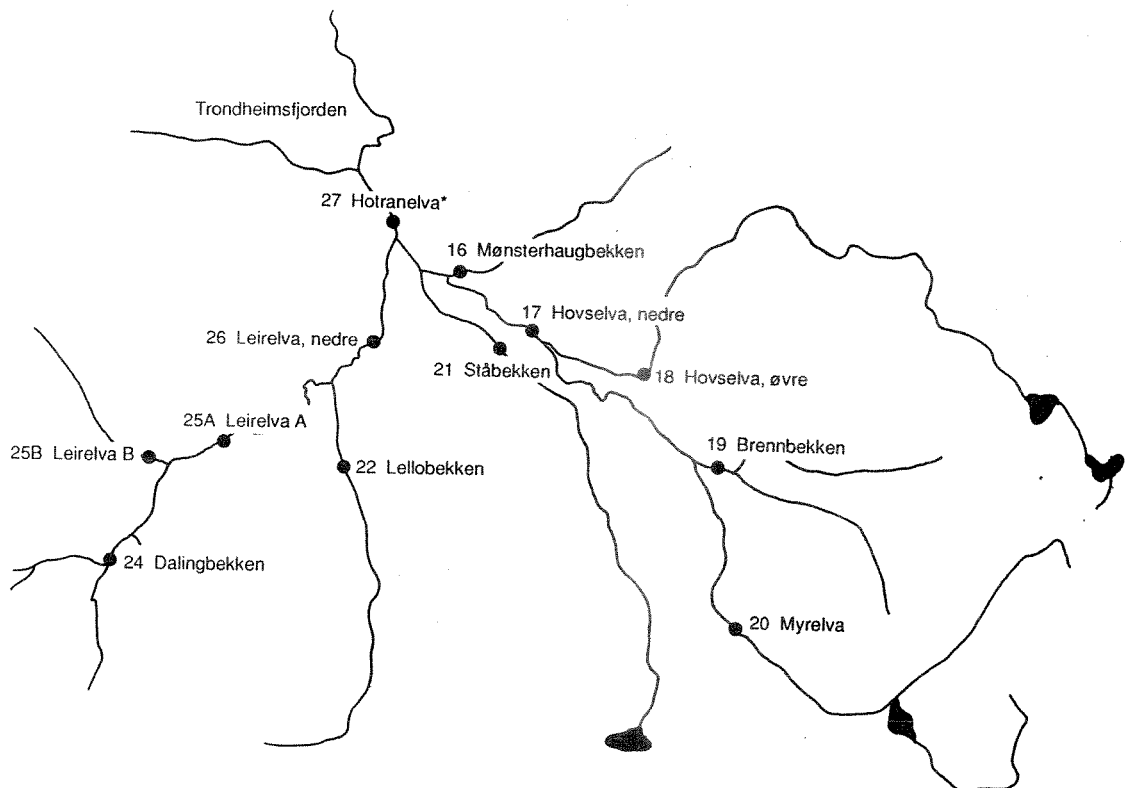 Trondheimsfjorden
27 Hotranelva*
16 Mønsterhaugbekken
17 Hovselva, nedre
26 Leirelva, nedre
21 Ståbekken
18 Hovselva, øvre
25A Leirelva A
25B Leirelva B
19 Brennbekken
22 Lellobekken
24 Dalingbekken
20 Myrelva